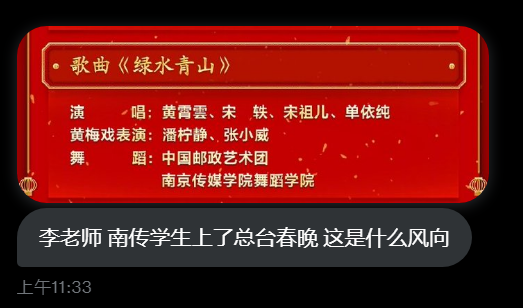 歌曲《绿水青山》
演 唱：黄霄雲、宋 轶、宋祖儿、单依纯
黄梅戏表演：潘柠静、张小威
舞 蹈：中国邮政艺术团
南京传媒学院舞蹈学院
李老师 南传学生上了总台春晚 这是什么风向
上午11:33